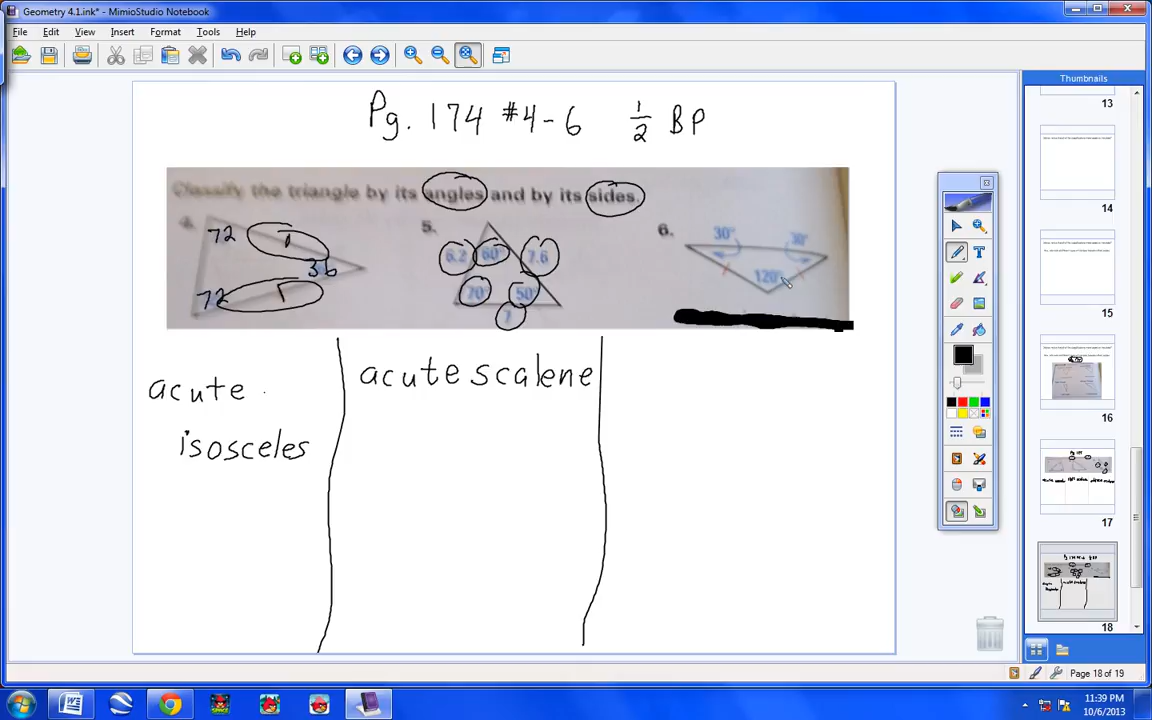 Geometry 4.1.ink* - MimioStudio Notebook
File Edit View Insert Format Tools Help
Thumbnails
Pg. 174 #4-6 1/2 BP
Classify the triangle by its angles and by its sides.
4. 72 36 72
5. 6.2 60° 7.6 70° 50° 7
6. 30° 30° 120°
acute isosceles
acute scalene
13
14
15
16
17
18
Page 18 of 19
11:39 PM
10/6/2013